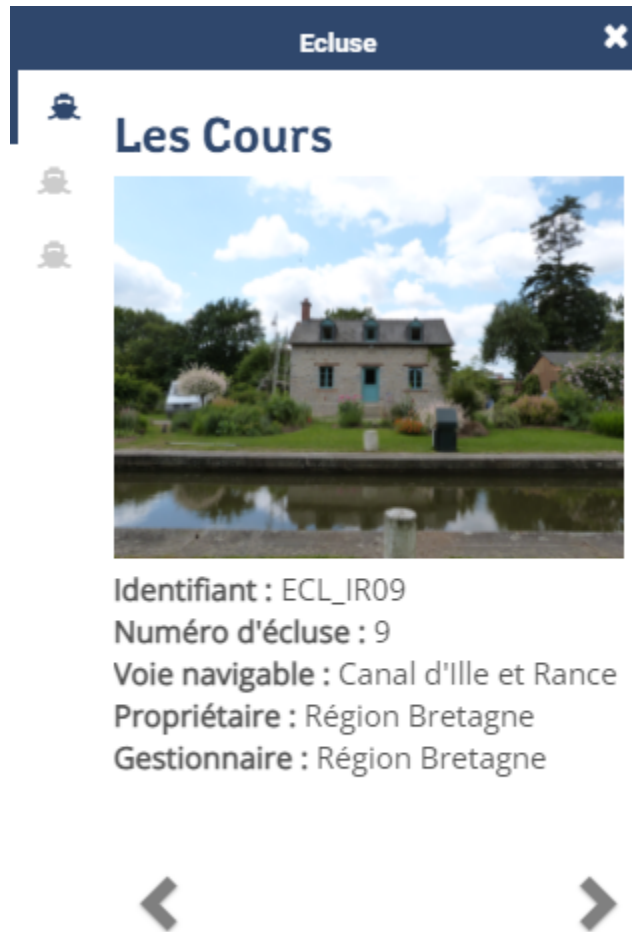 Ecluse
Les Cours
Identifiant : ECL_IR09
Numéro d'écluse : 9
Voie navigable : Canal d'Ille et Rance
Propriétaire : Région Bretagne
Gestionnaire : Région Bretagne